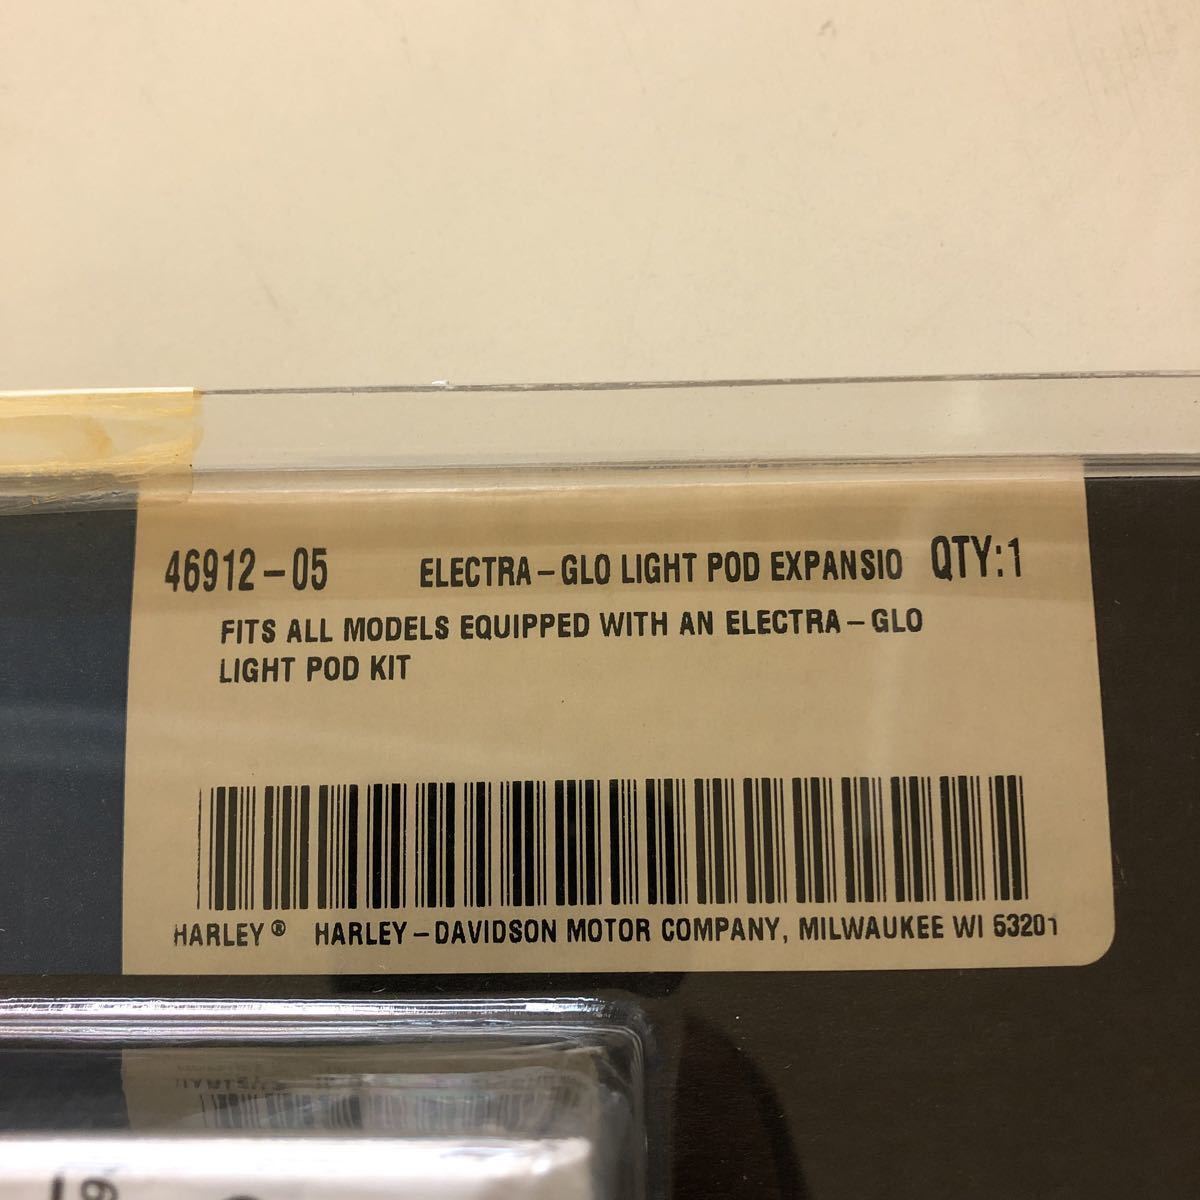 46912-05 ELECTRA-GLO LIGHT POD EXPANSIO QTY:1
FITS ALL MODELS EQUIPPED WITH AN ELECTRA-GLO
LIGHT POD KIT
HARLEY® HARLEY-DAVIDSON MOTOR COMPANY, MILWAUKEE WI 53201